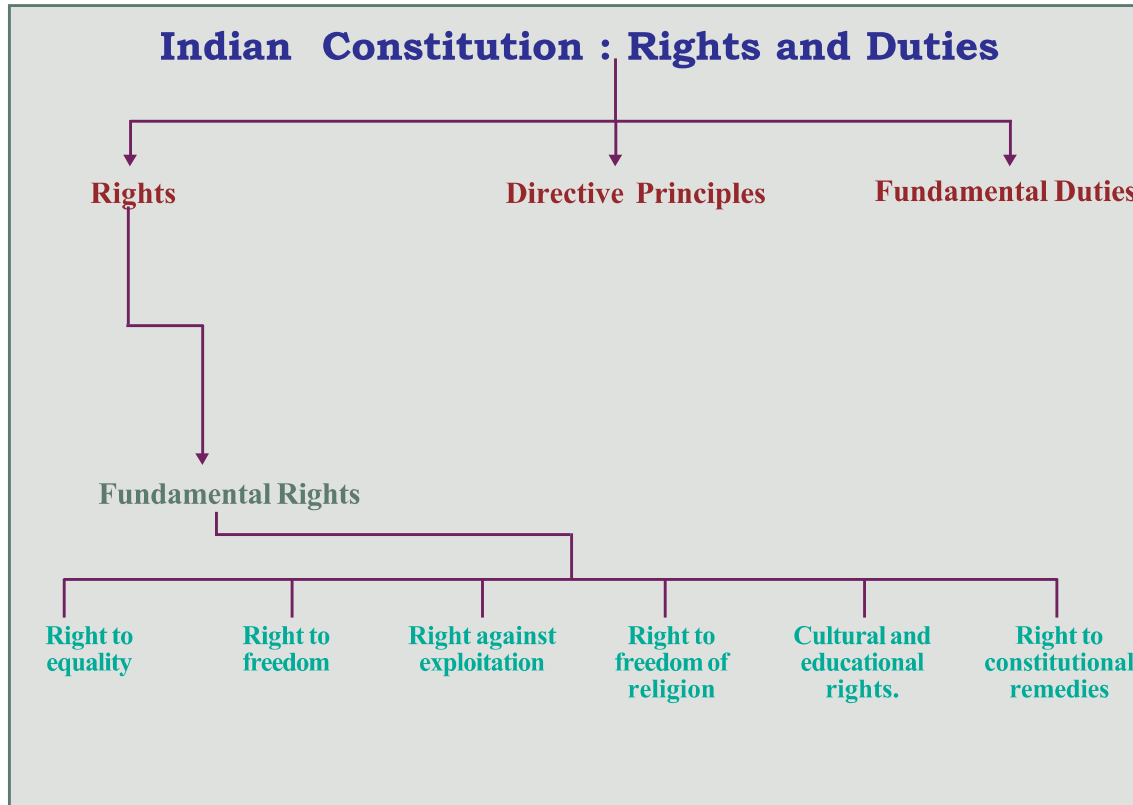 Indian Constitution : Rights and Duties
Rights
Directive Principles
Fundamental Duties
Fundamental Rights
Right to
equality
Right to
freedom
Right against
exploitation
Right to
freedom of
religion
Cultural and
educational
rights.
Right to
constitutional
remedies